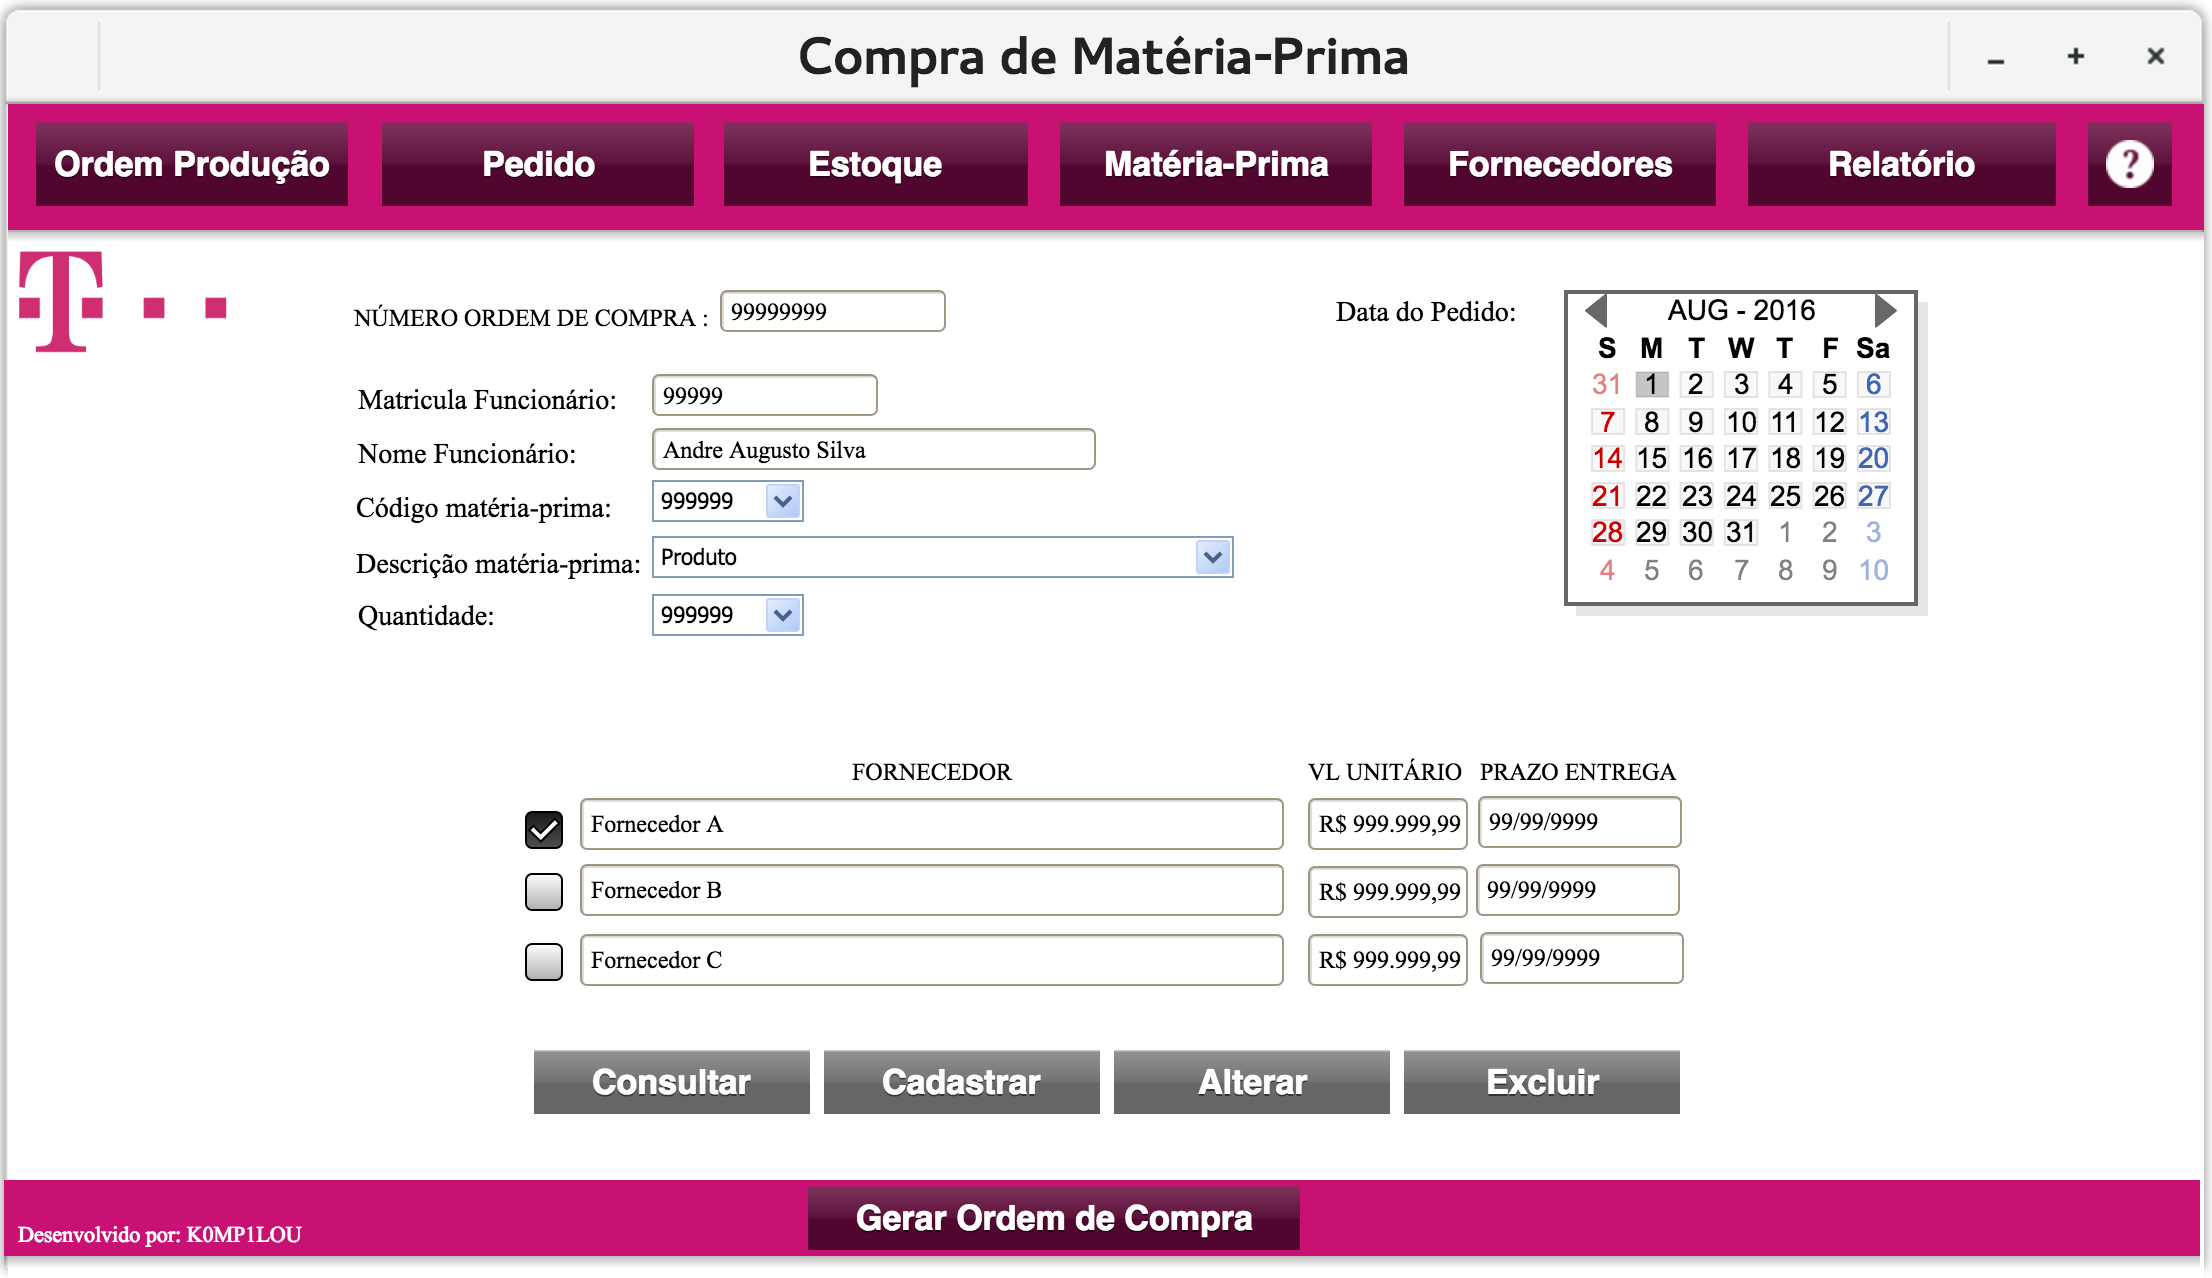 Compra de Matéria-Prima
Ordem Produção Pedido Estoque Matéria-Prima Fornecedores Relatório ?
T
NÚMERO ORDEM DE COMPRA : 99999999
Data do Pedido:
AUG - 2016
S M T W T F Sa
31 1 2 3 4 5 6
7 8 9 10 11 12 13
14 15 16 17 18 19 20
21 22 23 24 25 26 27
28 29 30 31 1 2 3
4 5 6 7 8 9 10
Matricula Funcionário: 99999
Nome Funcionário: Andre Augusto Silva
Código matéria-prima: 999999
Descrição matéria-prima: Produto
Quantidade: 999999
FORNECEDOR VL UNITÁRIO PRAZO ENTREGA
Fornecedor A R$ 999.999,99 99/99/9999
Fornecedor B R$ 999.999,99 99/99/9999
Fornecedor C R$ 999.999,99 99/99/9999
Consultar Cadastrar Alterar Excluir
Gerar Ordem de Compra
Desenvolvido por: K0MP1LOU